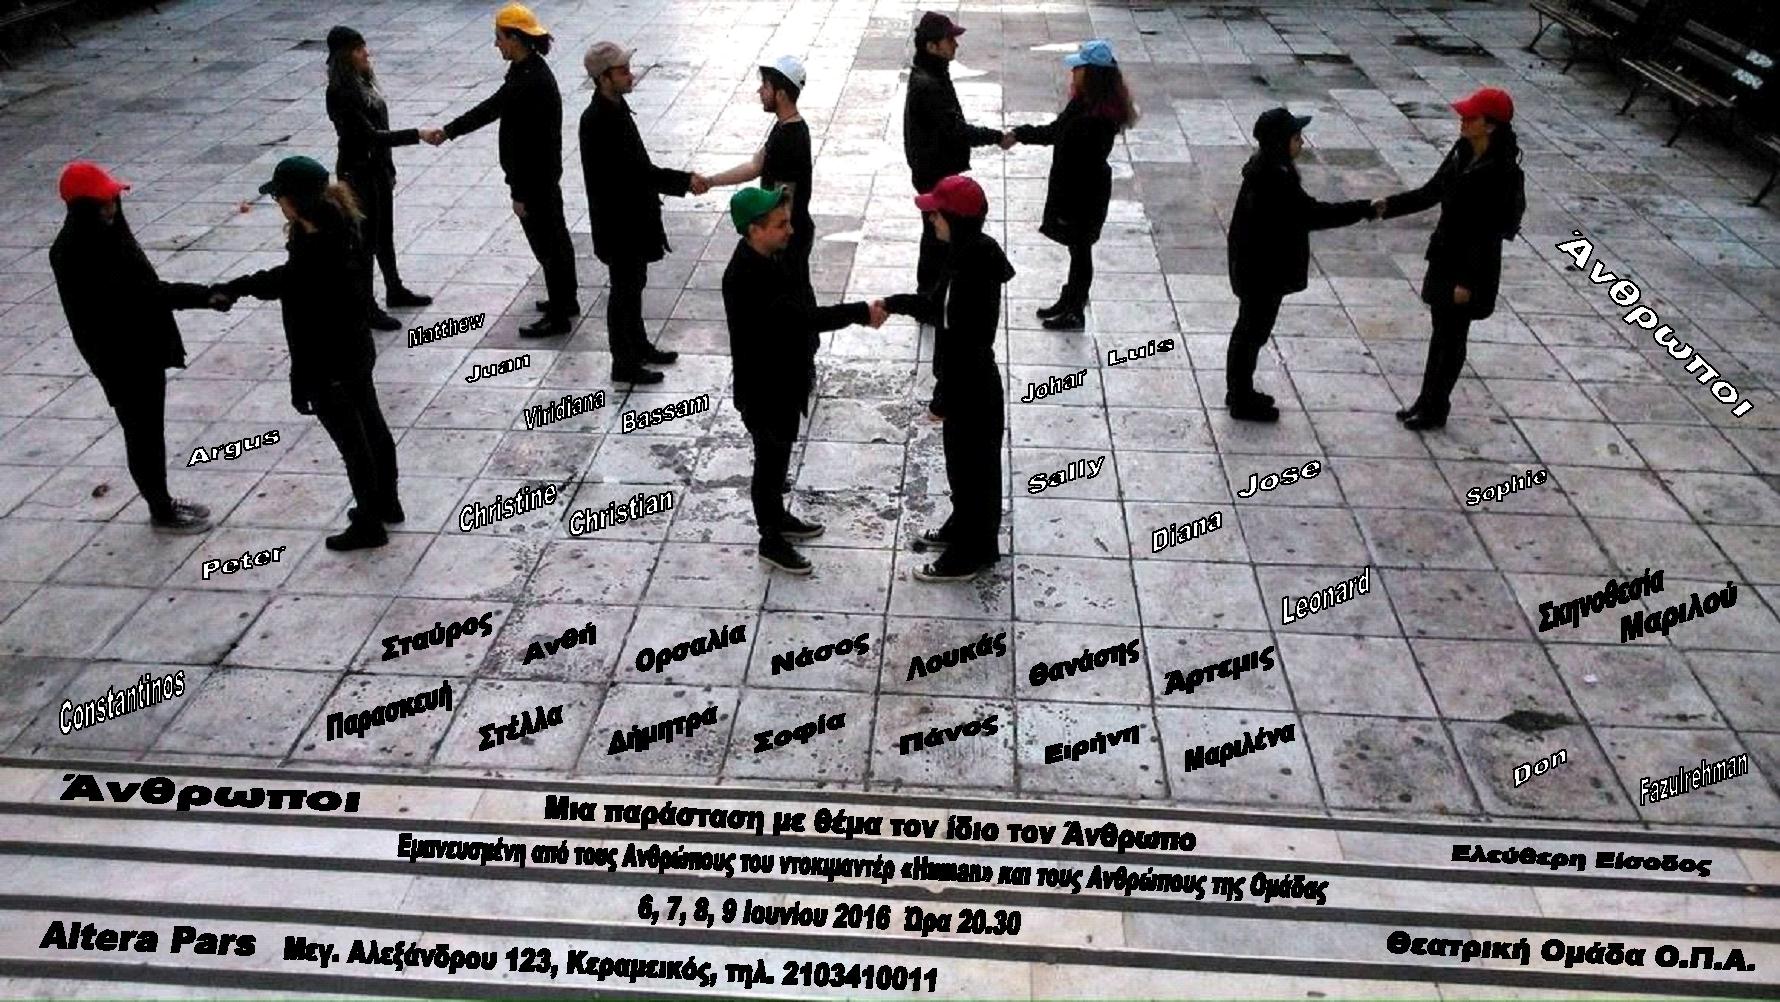 Άνθρωποι
Matthew
Juan
Viridiana
Bassam
Johar
Luis
Argus
Christine
Christian
Sally
Jose
Sophie
Peter
Diana
Leonard
Constantinos
Σταύρος
Ανθή
Ορσαλία
Νάσος
Λουκάς
Θανάσης
Άρτεμις
Σκηνοθεσία
Μαριλού
Παρασκευή
Στέλλα
Δήμητρα
Σοφία
Πάνος
Ειρήνη
Μαριλένα
Don
Fazulrehman
Άνθρωποι
Μια παράσταση με θέμα τον ίδιο τον Άνθρωπο
Ελεύθερη Είσοδος
Εμπνευσμένη από τους Ανθρώπους του ντοκιμαντέρ «Human» και τους Ανθρώπους της Ομάδας
6, 7, 8, 9 Ιουνίου 2016 Ώρα 20.30
Altera Pars Μεγ. Αλεξάνδρου 123, Κεραμεικός, τηλ. 2103410011
Θεατρική Ομάδα Ο.Π.Α.